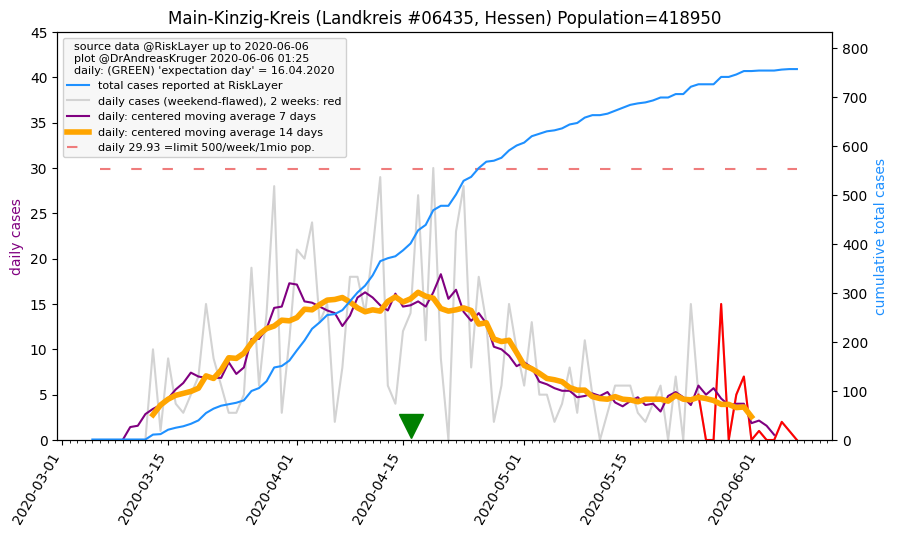 Main-Kinzig-Kreis (Landkreis #06435, Hessen) Population=418950
source data @RiskLayer up to 2020-06-06
plot @DrAndreasKruger 2020-06-06 01:25
daily: (GREEN) 'expectation day' = 16.04.2020
total cases reported at RiskLayer
daily cases (weekend-flawed), 2 weeks: red
daily: centered moving average 7 days
daily: centered moving average 14 days
daily 29.93 =limit 500/week/1mio pop.
daily cases
45
40
35
30
25
20
15
10
5
0
cumulative total cases
800
700
600
500
400
300
200
100
0
2020-03-01
2020-03-15
2020-04-01
2020-04-15
2020-05-01
2020-05-15
2020-06-01